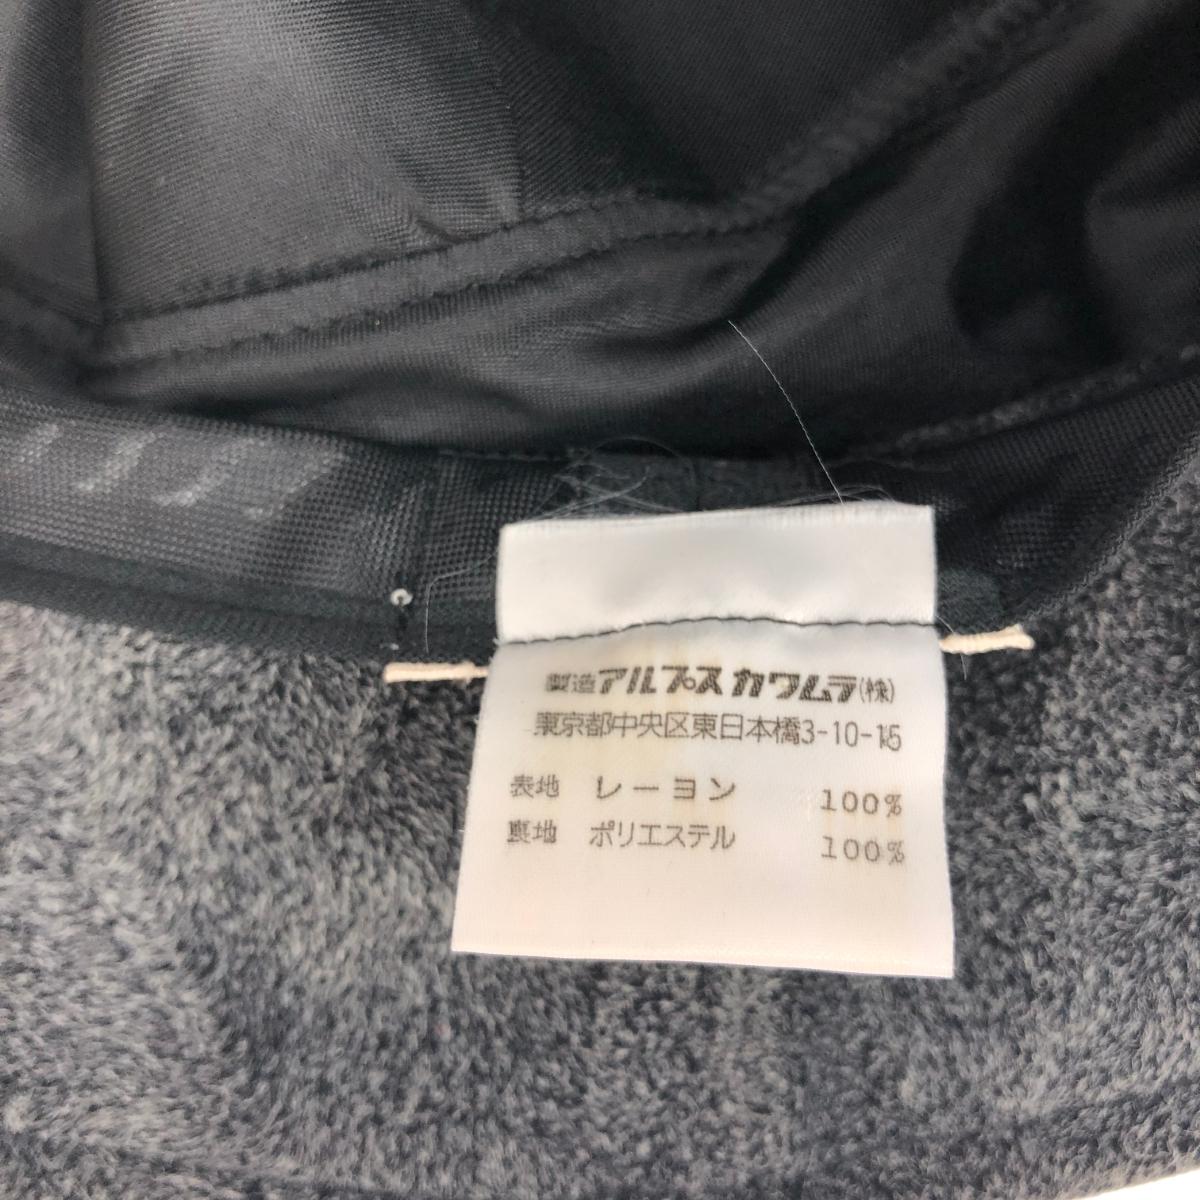 製造 アルプスカワムラ(株)
東京都中央区東日本橋3-10-15
表地 レーヨン 100%
裏地 ポリエステル 100%